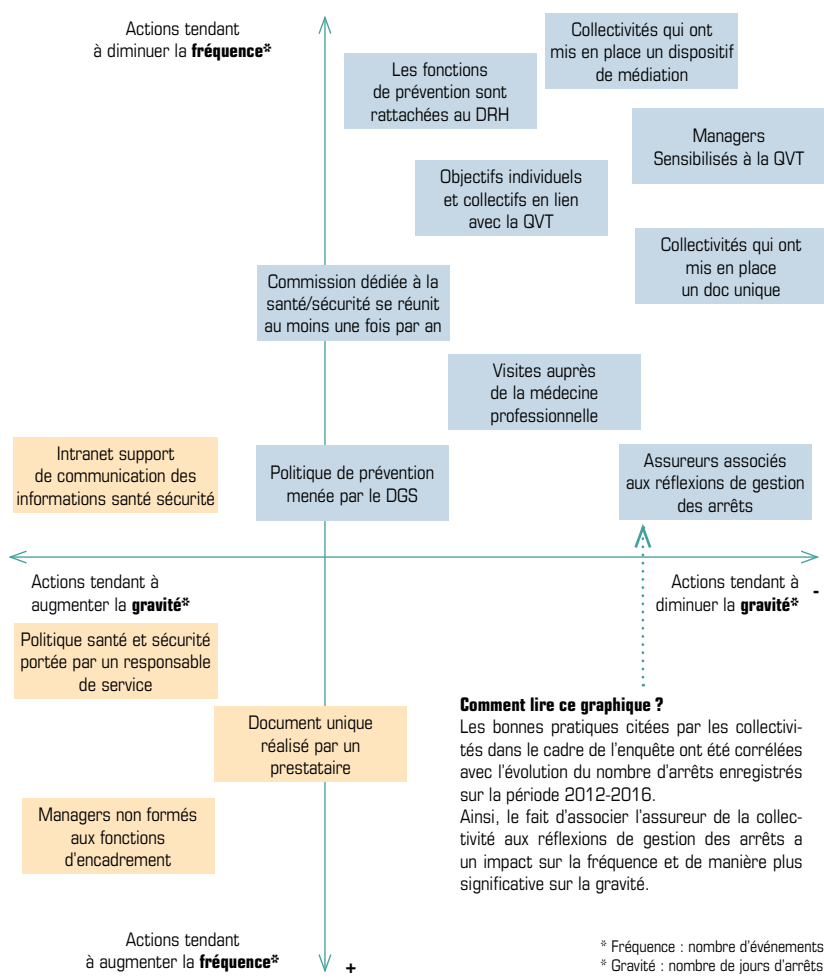 Actions tendant
à diminuer la fréquence*
Collectivités qui ont
mis en place un dispositif
de médiation
Les fonctions
de prévention sont
rattachées au DRH
Managers
Sensibilisés à la QVT
Objectifs individuels
et collectifs en lien
avec la QVT
Collectivités qui ont
mis en place
un doc unique
Commission dédiée à la
santé/sécurité se réunit
au moins une fois par an
Visites auprès
de la médecine
professionnelle
Intranet support
de communication des
informations santé sécurité
Politique de prévention
menée par le DGS
Assureurs associés
aux réflexions de gestion
des arrêts
Actions tendant à
augmenter la gravité*
Actions tendant à
diminuer la gravité*
-
Politique santé et sécurité
portée par un responsable
de service
Document unique
réalisé par un
prestataire
Managers non formés
aux fonctions
d'encadrement
Comment lire ce graphique ?
Les bonnes pratiques citées par les collectivi-
tés dans le cadre de l'enquête ont été corrélées
avec l'évolution du nombre d'arrêts enregistrés
sur la période 2012-2016.
Ainsi, le fait d'associer l'assureur de la collec-
tivité aux réflexions de gestion des arrêts a
un impact sur la fréquence et de manière plus
significative sur la gravité.
Actions tendant
à augmenter la fréquence*
+
* Fréquence : nombre d'événements
* Gravité : nombre de jours d'arrêts